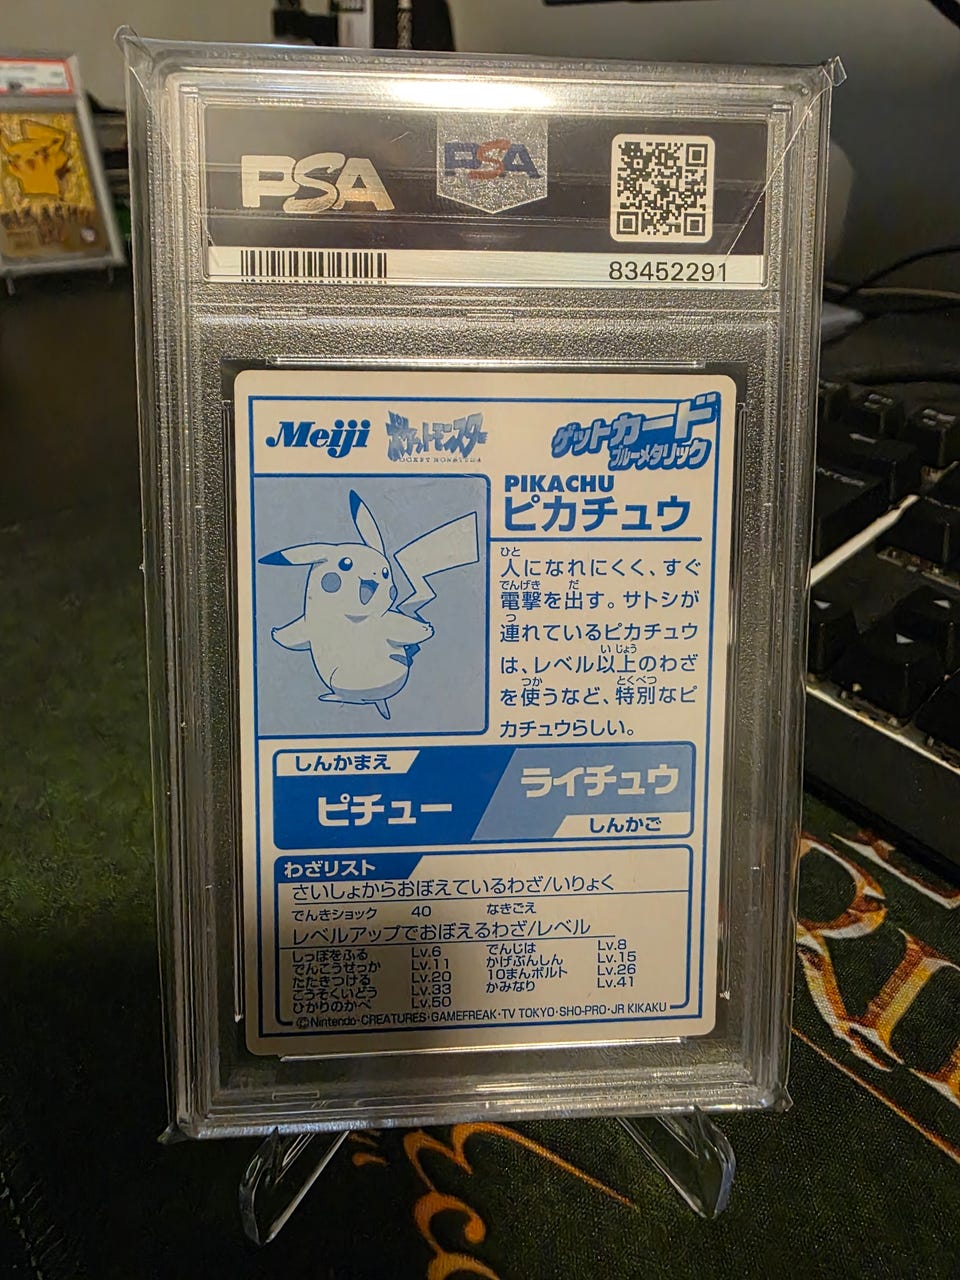 PSA
PSA
83452291
Meiji
ポケットモンスター
POCKET MONSTERS
ゲットカード
ブルーメタリック
PIKACHU
ピカチュウ
人になれにくく、すぐ
電撃を出す。サトシが
連れているピカチュウ
は、レベル以上のわざ
を使うなど、特別なピ
カチュウらしい。
しんかまえ
ピチュー
ライチュウ
しんかご
わざリスト
さいしょからおぼえているわざ/いりょく
でんきショック 40 なきごえ
レベルアップでおぼえるわざ/レベル
しっぽをふる Lv.6 でんじは Lv.8
でんこうせっか Lv.11 かげぶんしん Lv.15
たたきつける Lv.20 10まんボルト Lv.26
こうそくいどう Lv.33 かみなり Lv.41
ひかりのかべ Lv.50
©Nintendo・CREATURES・GAMEFREAK・TV TOKYO・SHO-PRO・JR KIKAKU
PIKACHU